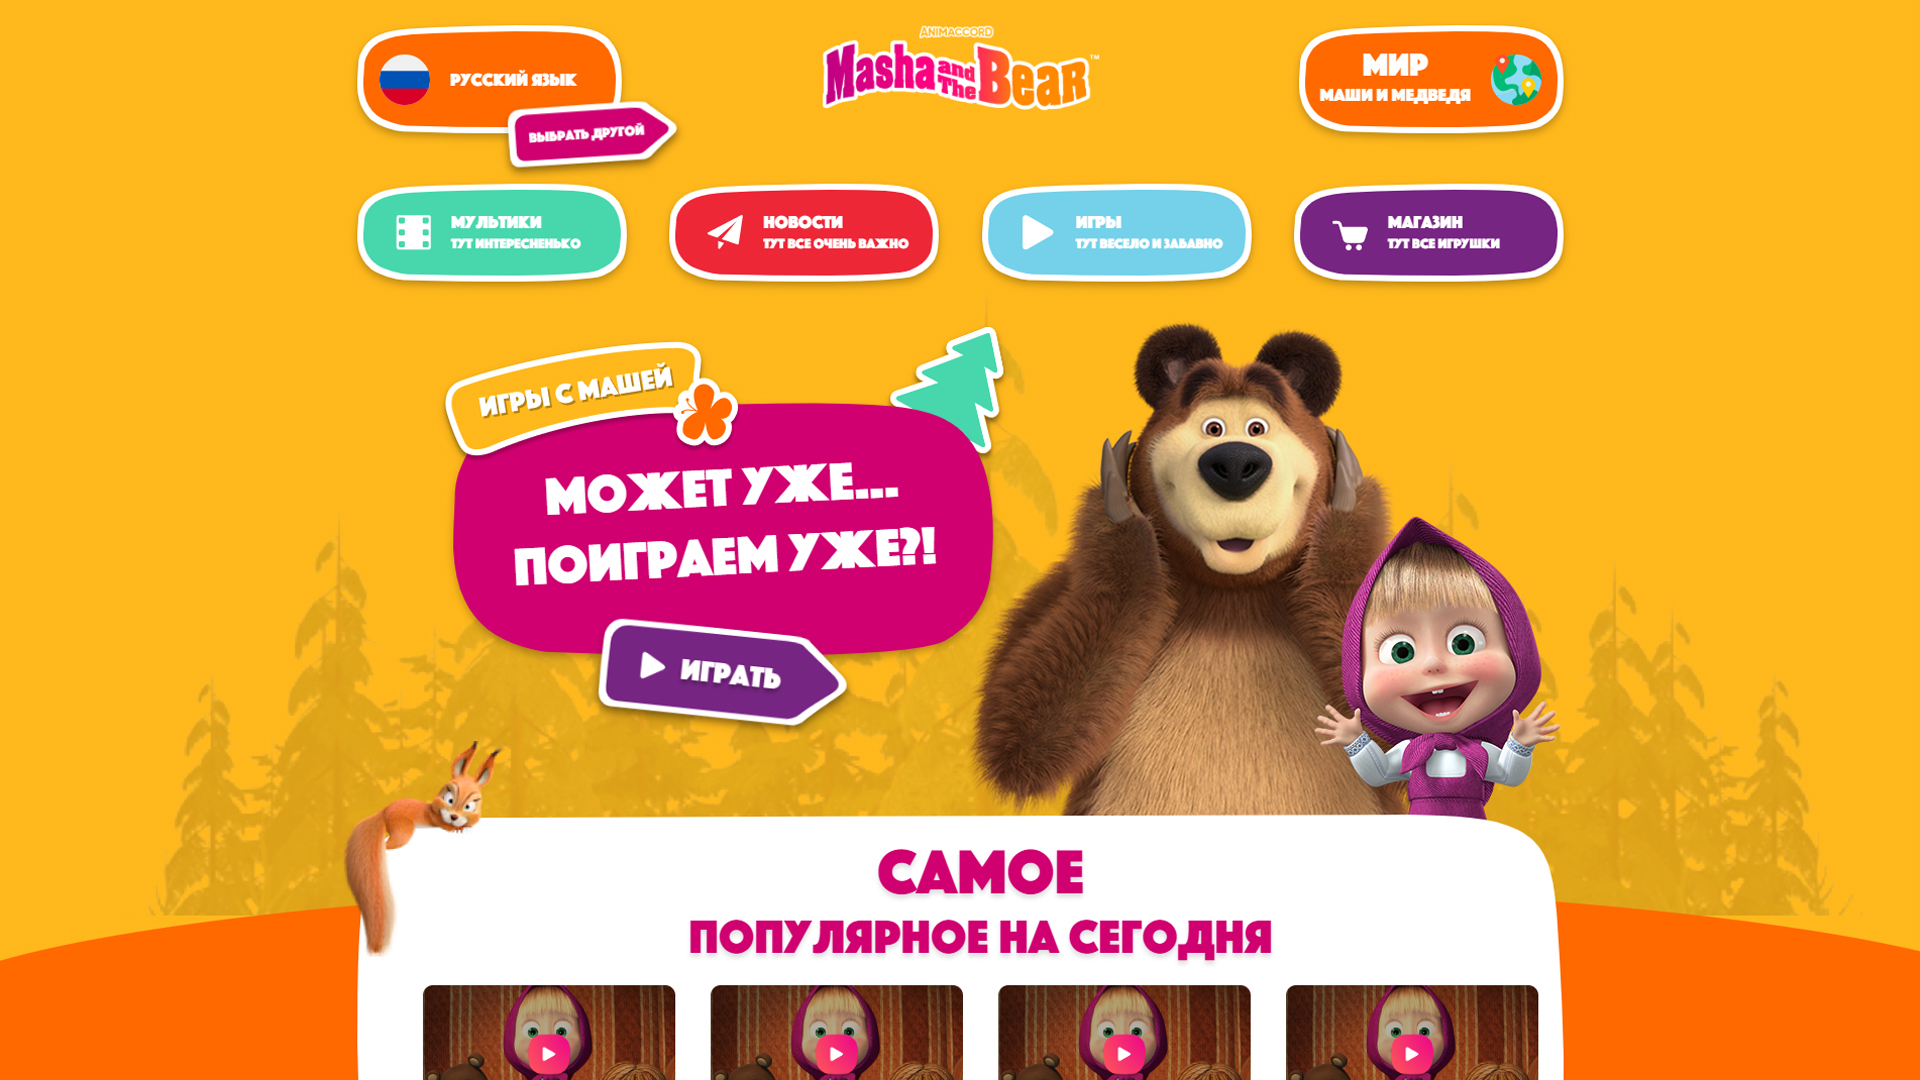 РУССКИЙ ЯЗЫК
ВЫБРАТЬ ДРУГОЙ
ANIMACCORD
Masha and The Bear™
МИР
МАШИ И МЕДВЕДЯ
МУЛЬТИКИ
ТУТ ИНТЕРЕСНЕНЬКО
НОВОСТИ
ТУТ ВСЕ ОЧЕНЬ ВАЖНО
ИГРЫ
ТУТ ВЕСЕЛО И ЗАБАВНО
МАГАЗИН
ТУТ ВСЕ ИГРУШКИ
ИГРЫ С МАШЕЙ
МОЖЕТ УЖЕ...
ПОИГРАЕМ УЖЕ?!
ИГРАТЬ
САМОЕ
ПОПУЛЯРНОЕ НА СЕГОДНЯ